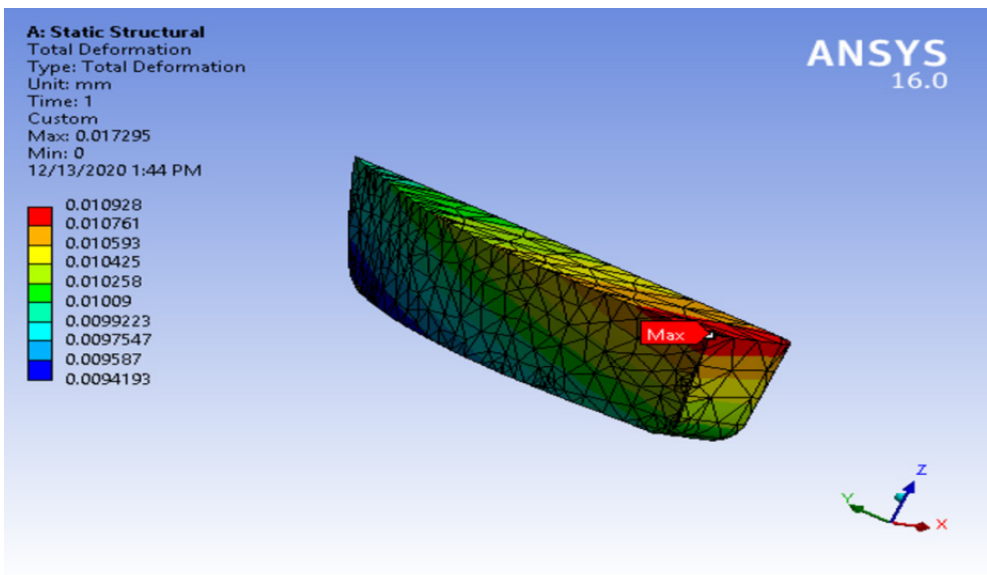 A: Static Structural
Total Deformation
Type: Total Deformation
Unit: mm
Time: 1
Custom
Max: 0.017295
Min: 0
12/13/2020 1:44 PM
0.010928
0.010761
0.010593
0.010425
0.010258
0.01009
0.0099223
0.0097547
0.009587
0.0094193
ANSYS
16.0
Max
Z
Y
X